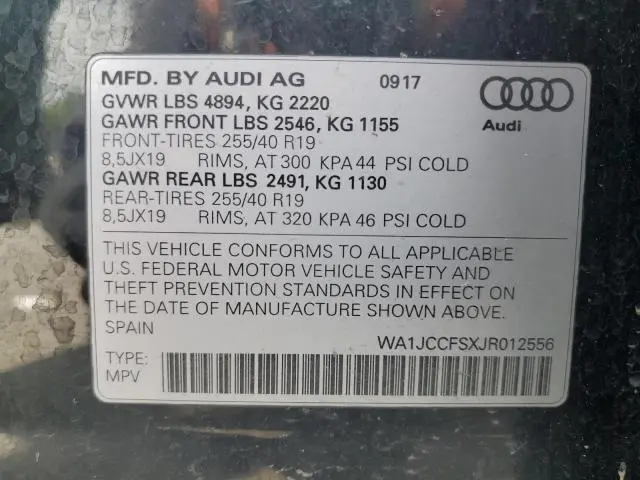 MFD. BY AUDI AG 09 17
GVWR LBS 4894, KG 2220
GAWR FRONT LBS 2546, KG 1155
FRONT-TIRES 255/40 R19
8,5JX19 RIMS, AT 300 KPA 44 PSI COLD
GAWR REAR LBS 2491, KG 1130
REAR-TIRES 255/40 R19
8,5JX19 RIMS, AT 320 KPA 46 PSI COLD
Audi
THIS VEHICLE CONFORMS TO ALL APPLICABLE
U.S. FEDERAL MOTOR VEHICLE SAFETY AND
THEFT PREVENTION STANDARDS IN EFFECT ON
THE DATE OF MANUFACTURE SHOWN ABOVE.
SPAIN
WA1JCCFSXJR012556
TYPE:
MPV